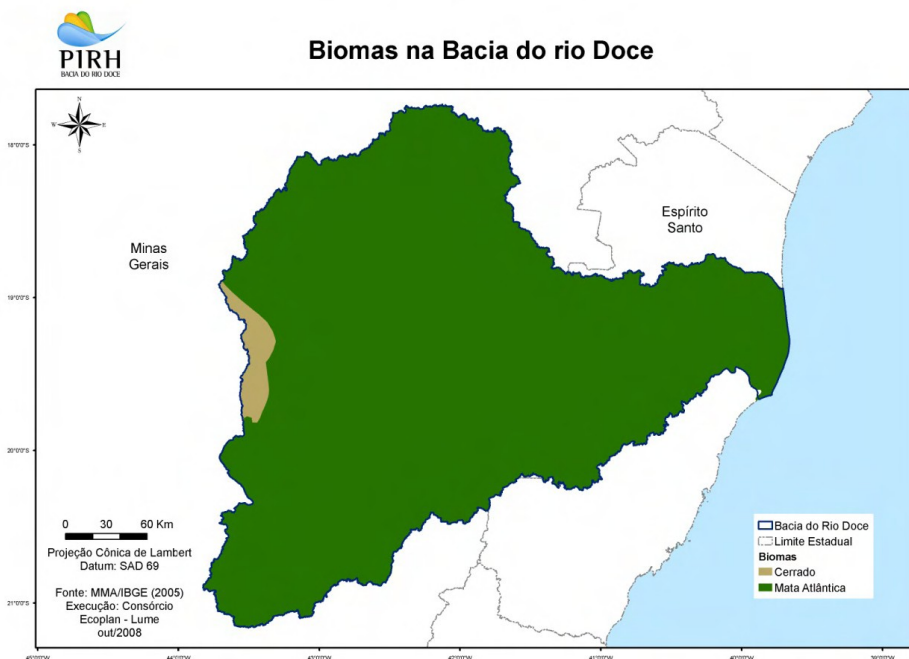 PIRH
BACIA DO RIO DOCE
Biomas na Bacia do rio Doce
N
W
E
S
18°0'0"S
19°0'0"S
20°0'0"S
21°0'0"S
Minas
Gerais
Espírito
Santo
0 30 60 Km
Projeção Cônica de Lambert
Datum: SAD 69
Fonte: MMA/IBGE (2005)
Execução: Consórcio
Ecoplan - Lume
out/2008
Bacia do Rio Doce
Limite Estadual
Biomas
Cerrado
Mata Atlântica